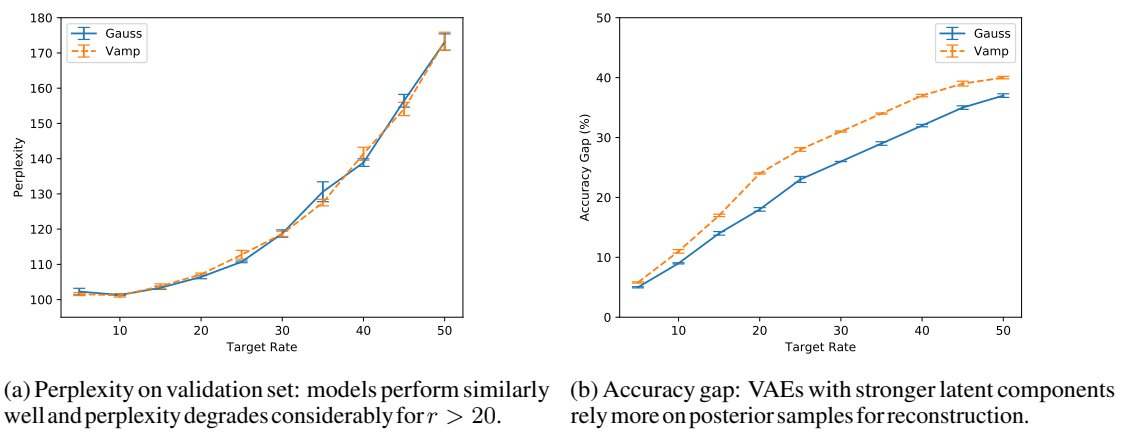 180
170
160
150
140
130
120
110
100
Perplexity
Gauss
Vamp
10 20 30 40 50
Target Rate
50
40
30
20
10
0
Accuracy Gap (%)
Gauss
Vamp
10 20 30 40 50
Target Rate
(a) Perplexity on validation set: models perform similarly
well and perplexity degrades considerably for r > 20.
(b) Accuracy gap: VAEs with stronger latent components
rely more on posterior samples for reconstruction.